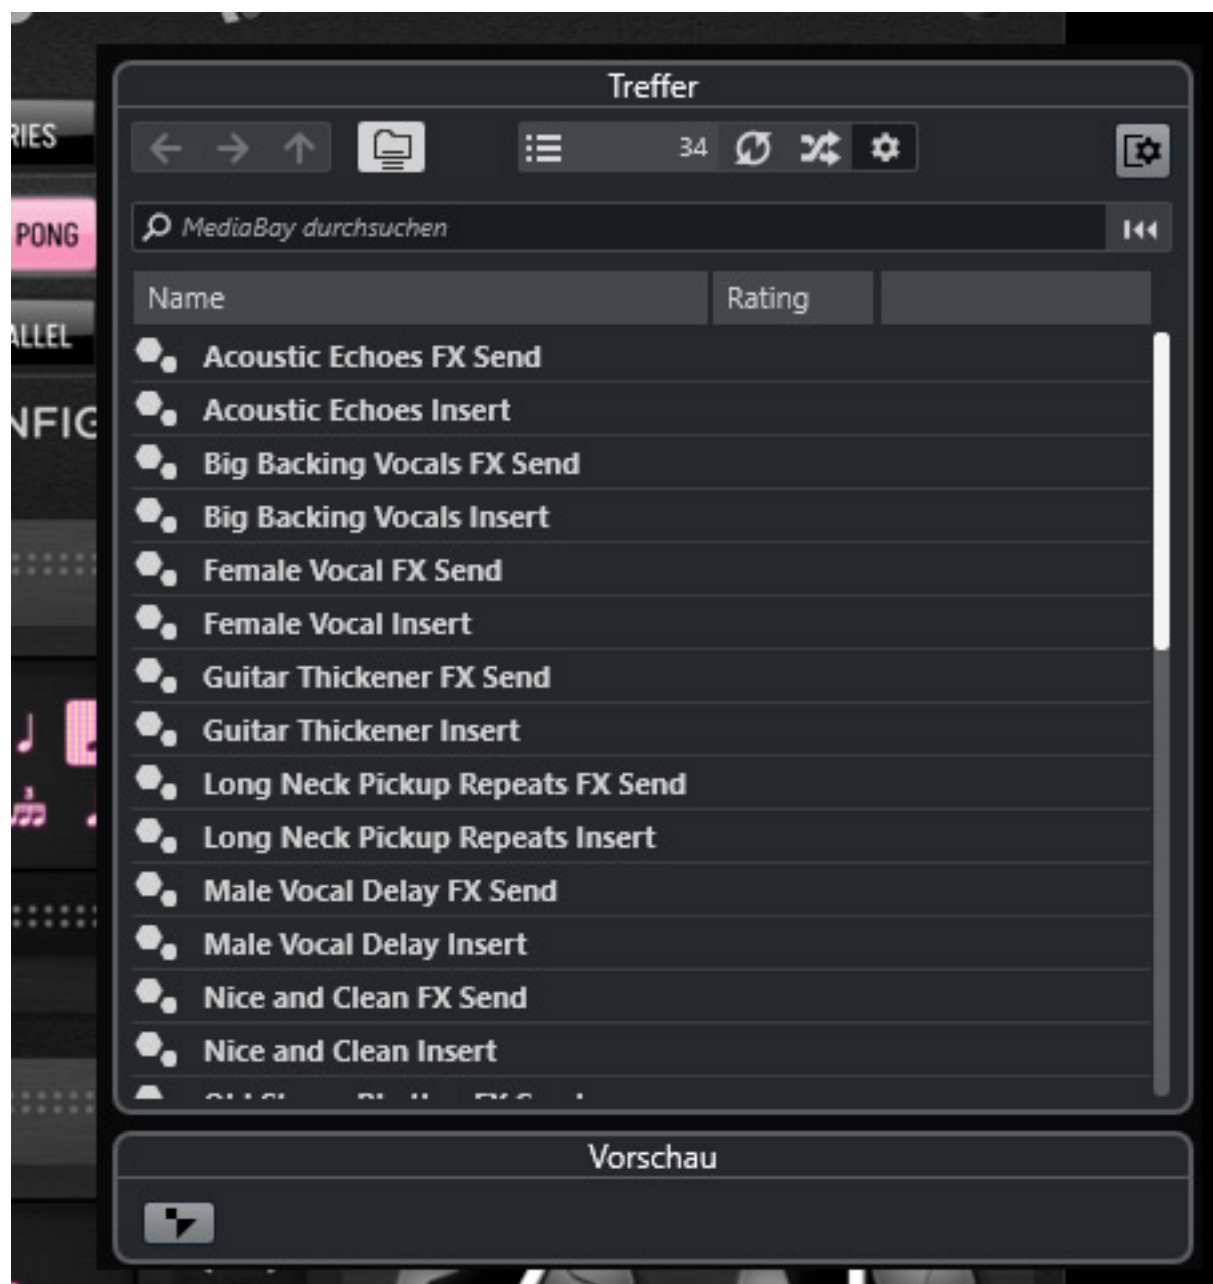 Treffer
34
RIES
MediaBay durchsuchen
PONG
Name Rating
ALLEL
Acoustic Echoes FX Send
Acoustic Echoes Insert
NFIG
Big Backing Vocals FX Send
Big Backing Vocals Insert
Female Vocal FX Send
Female Vocal Insert
Guitar Thickener FX Send
Guitar Thickener Insert
Long Neck Pickup Repeats FX Send
3
Long Neck Pickup Repeats Insert
Male Vocal Delay FX Send
Male Vocal Delay Insert
Nice and Clean FX Send
Nice and Clean Insert
Vorschau